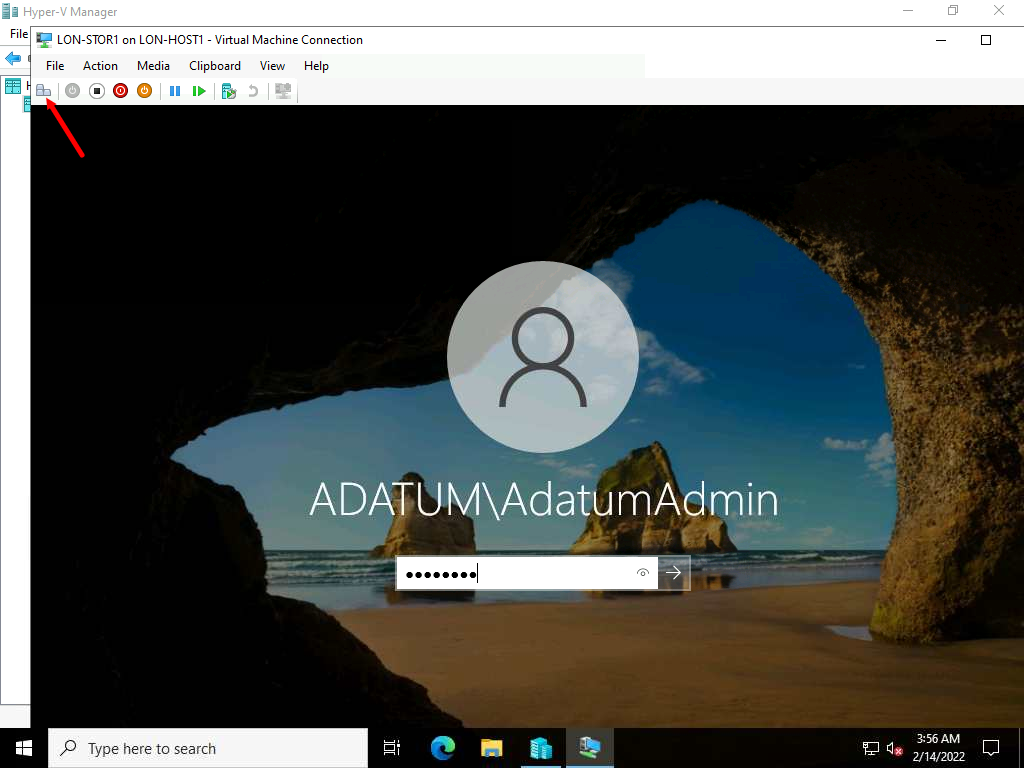 Hyper-V Manager
File
LON-STOR1 on LON-HOST1 - Virtual Machine Connection
File Action Media Clipboard View Help
H
ADATUM\AdatumAdmin
●●●●●●●●
Type here to search
3:56 AM
2/14/2022